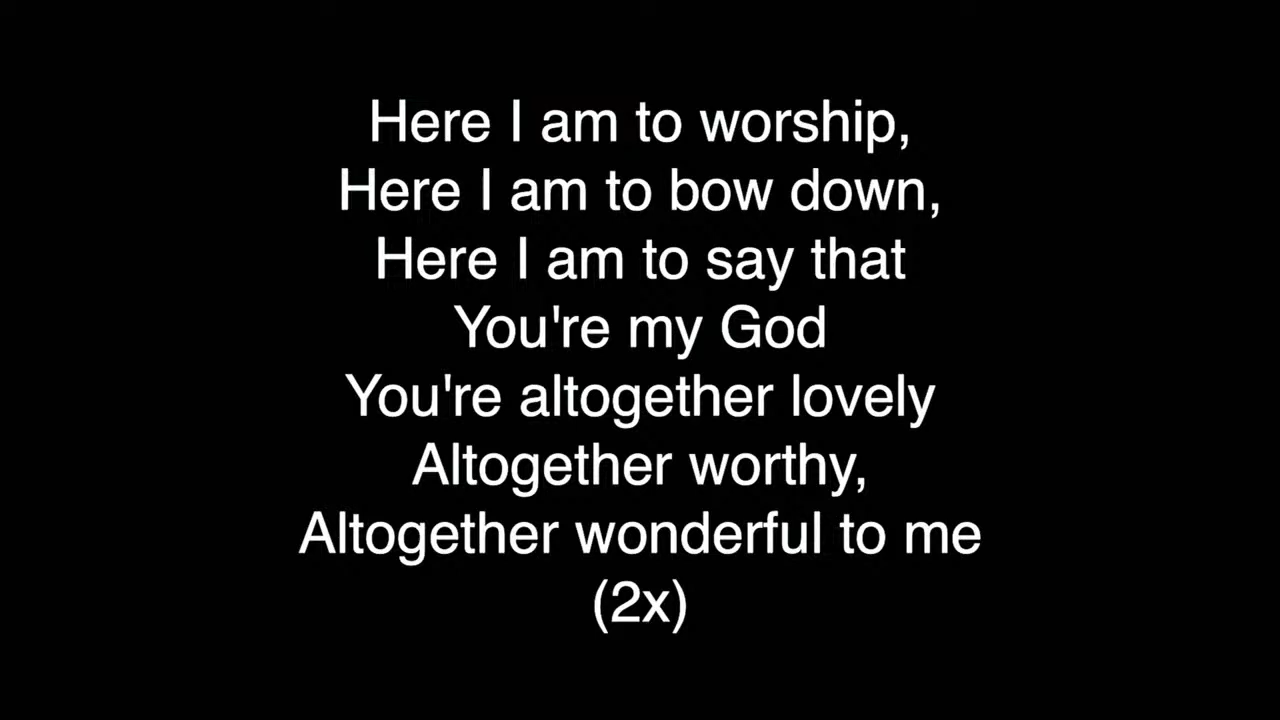 Here I am to worship,
Here I am to bow down,
Here I am to say that
You're my God
You're altogether lovely
Altogether worthy,
Altogether wonderful to me
(2x)